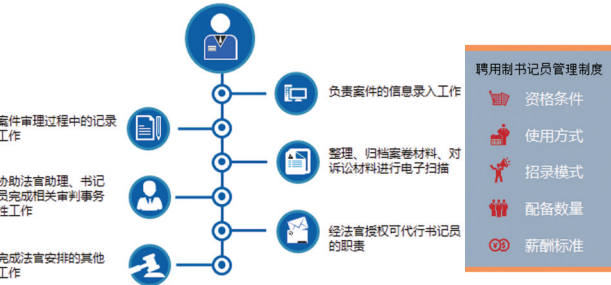 负责案件的信息录入工作
案件审理过程中的记录
工作
整理、归档案卷材料、对
诉讼材料进行电子扫描
协助法官助理、书记
员完成相关审判事务
性工作
经法官授权可代行书记员
的职责
完成法官安排的其他
工作
聘用制书记员管理制度
资格条件
使用方式
招录模式
配备数量
薪酬标准